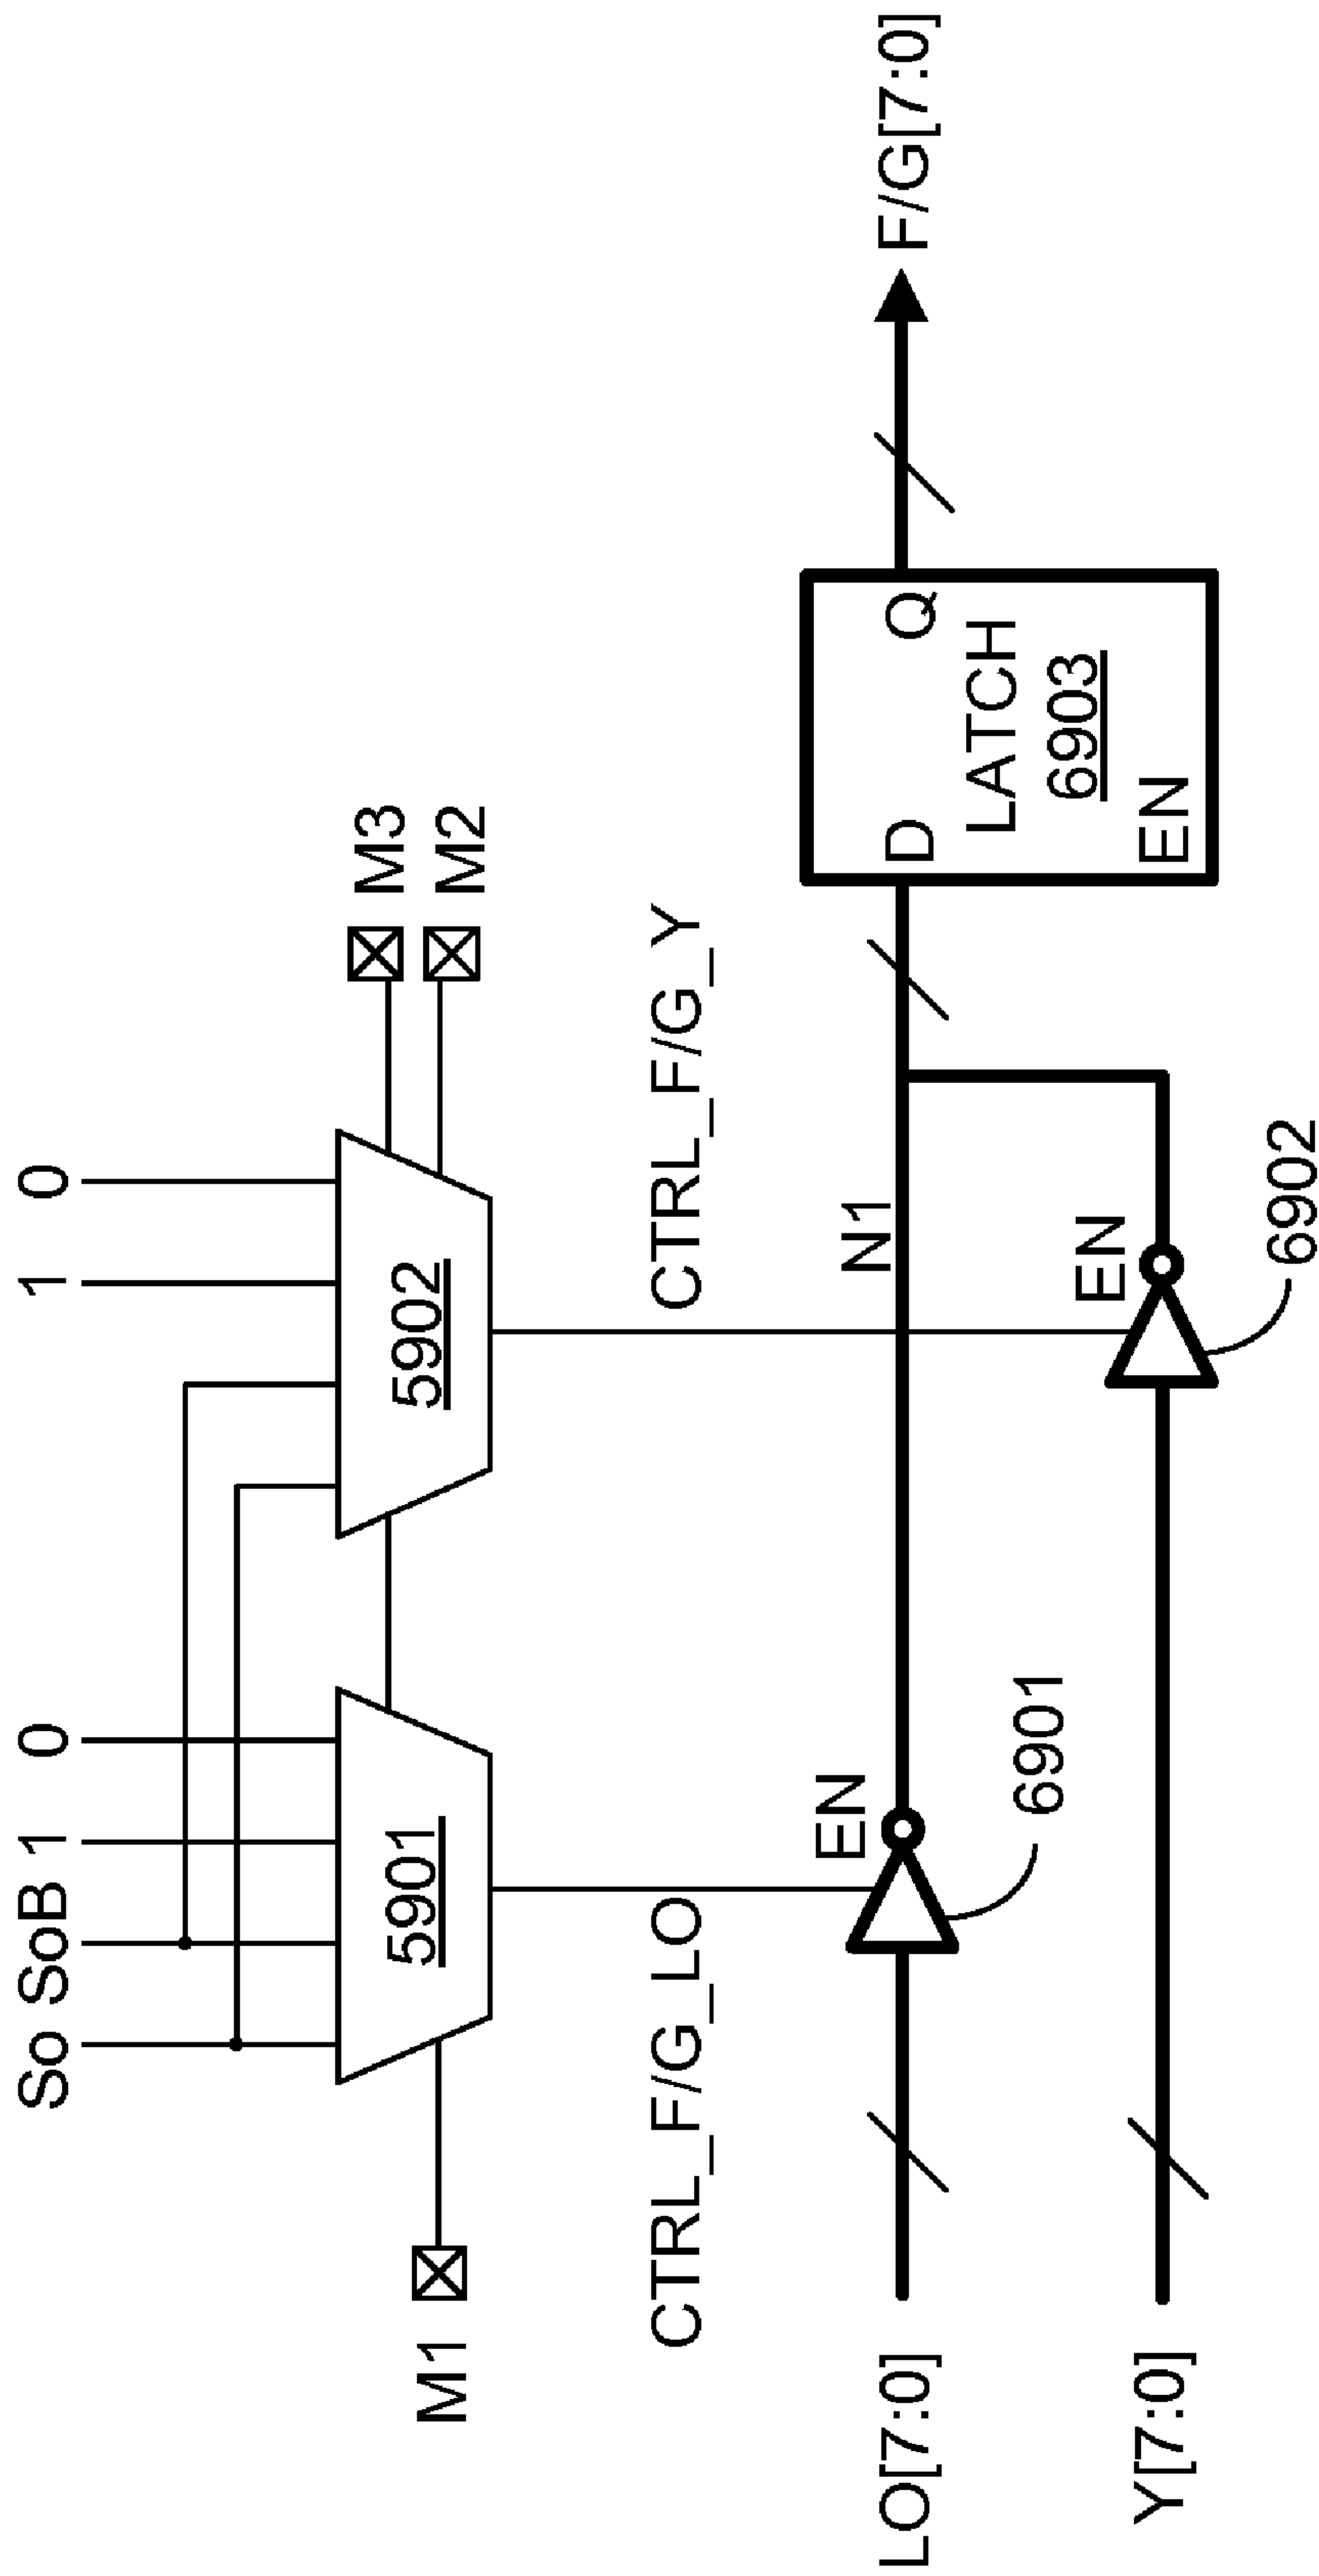 So SoB 1 0 1 0
M3
5901 5902
M1 M2
CTRL_F/G_LO CTRL_F/G_Y
EN N1
LO[7:0] D Q F/G[7:0]
LATCH
6901 6903
EN EN
Y[7:0]
6902